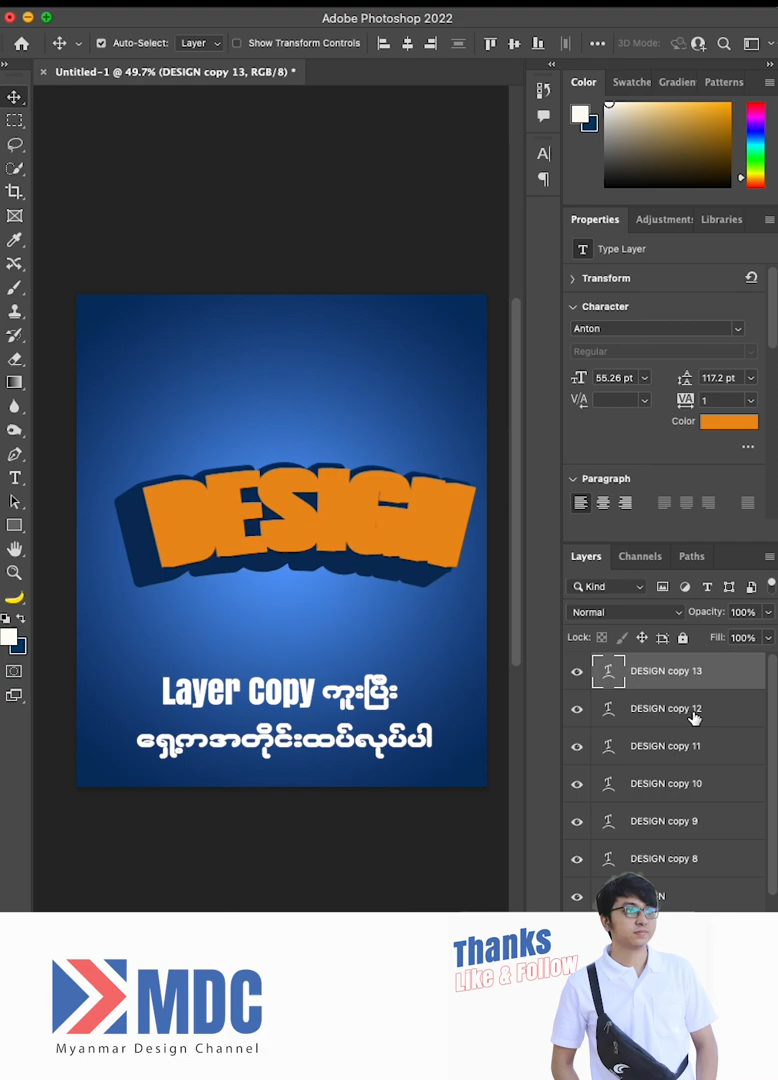 Adobe Photoshop 2022
Auto-Select: Layer Show Transform Controls 3D Mode:
Untitled-1 @ 49.7% (DESIGN copy 13, RGB/8) *
Color Swatche Gradien Patterns
Properties Adjustments Libraries
T Type Layer
Transform
Character
Anton
Regular
55.26 pt 117.2 pt
V/A VA 1
Color
Paragraph
DESIGN
Layers Channels Paths
Kind
Normal Opacity: 100%
Lock: Fill: 100%
DESIGN copy 13
DESIGN copy 12
DESIGN copy 11
DESIGN copy 10
DESIGN copy 9
DESIGN copy 8
Layer Copy ကူးပြီး
ရှေ့ကအတိုင်းထပ်လုပ်ပါ
Thanks
Like & Follow
MDC
Myanmar Design Channel